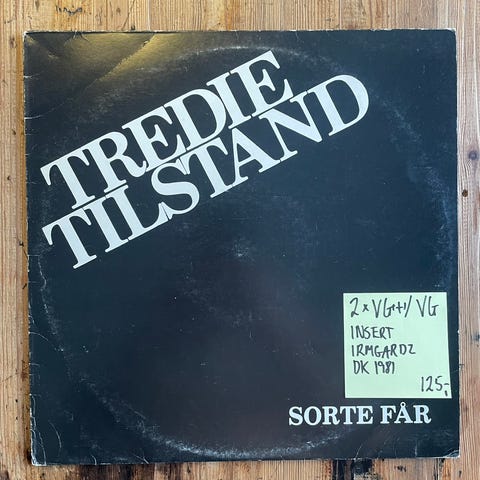 TREDIE
TILSTAND
2 x VG++/VG
INSERT
IRMGARDZ
DK 1981
125,-
SORTE FÅR